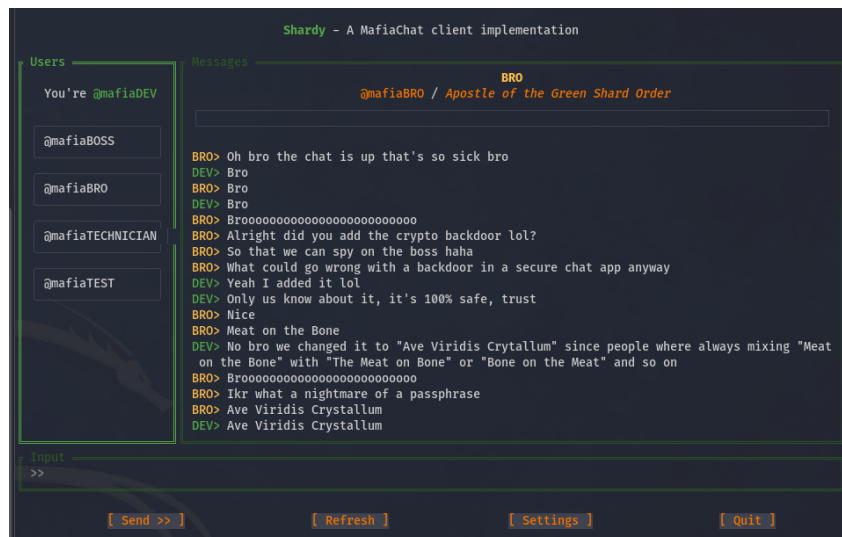 Shardy - A MafiaChat client implementation
Users
Messages
BRO
You're @mafiaDEV
@mafiaBRO / Apostle of the Green Shard Order
@mafiaBOSS
@mafiaBRO
@mafiaTECHNICIAN
@mafiaTEST
BRO> Oh bro the chat is up that's so sick bro
DEV> Bro
BRO> Bro
DEV> Bro
BRO> Brooooooooooooooooooooooooo
BRO> Alright did you add the crypto backdoor lol?
BRO> So that we can spy on the boss haha
BRO> What could go wrong with a backdoor in a secure chat app anyway
DEV> Yeah I added it lol
DEV> Only us know about it, it's 100% safe, trust
BRO> Nice
BRO> Meat on the Bone
DEV> No bro we changed it to "Ave Viridis Crytallum" since people where always mixing "Meat
on the Bone" with "The Meat on Bone" or "Bone on the Meat" and so on
BRO> Brooooooooooooooooooooooooo
BRO> Ikr what a nightmare of a passphrase
BRO> Ave Viridis Crystallum
DEV> Ave Viridis Crystallum
Input
>>
[ Send >> ]
[ Refresh ]
[ Settings ]
[ Quit ]